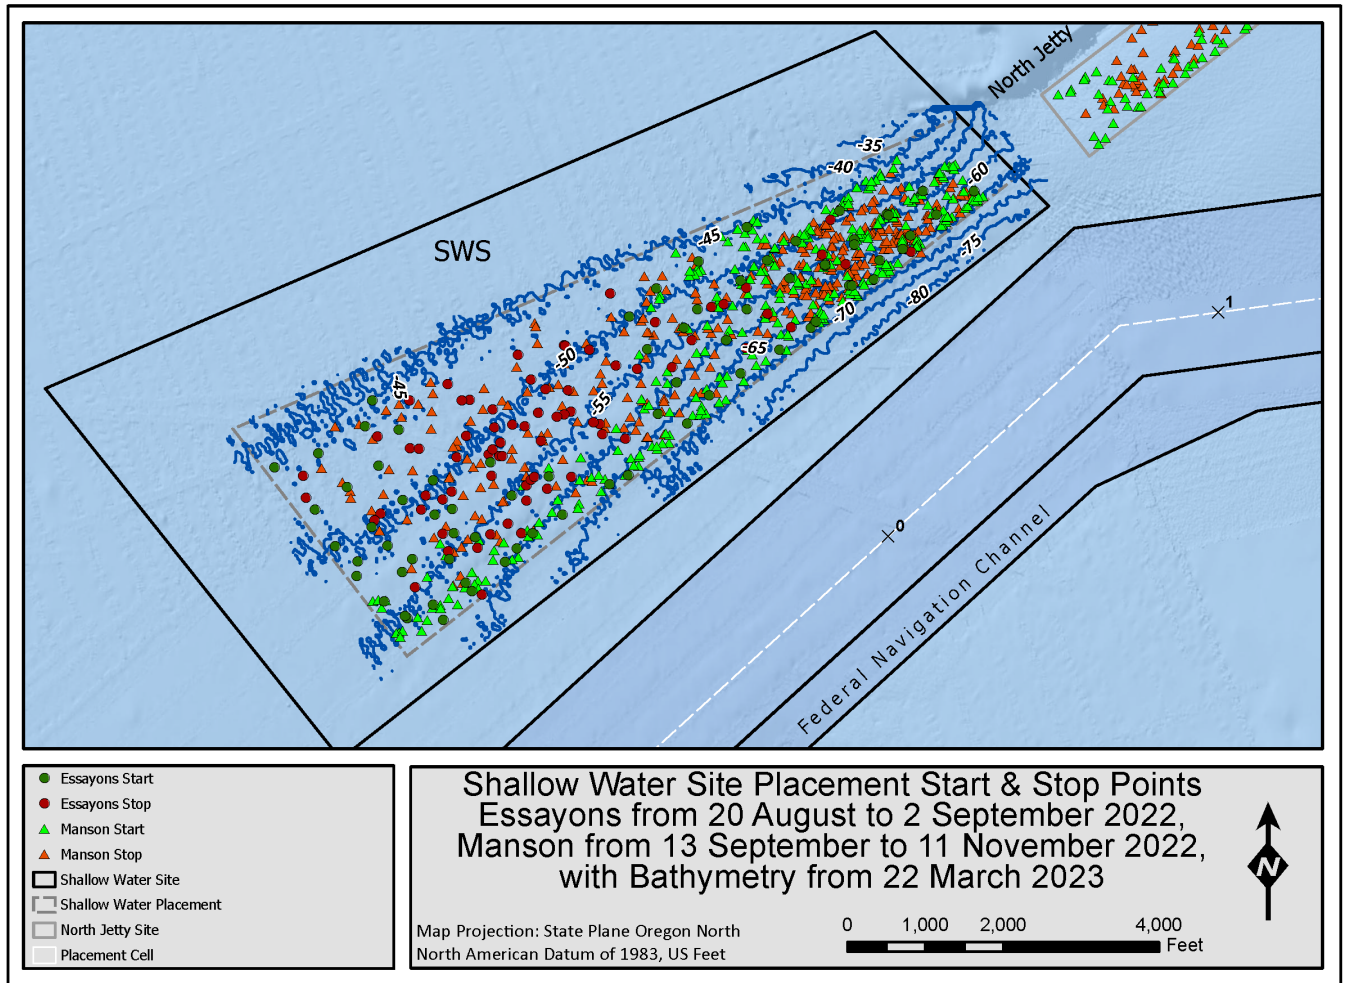 North Jetty
-35
-40
-60
SWS
-45
-75
-80
-70
1
-65
-50
-45
-55
0
Federal Navigation Channel
Essayons Start
Essayons Stop
Manson Start
Manson Stop
Shallow Water Site
Shallow Water Placement
North Jetty Site
Placement Cell
Shallow Water Site Placement Start & Stop Points
Essayons from 20 August to 2 September 2022,
Manson from 13 September to 11 November 2022,
with Bathymetry from 22 March 2023
Map Projection: State Plane Oregon North
North American Datum of 1983, US Feet
0 1,000 2,000 4,000
Feet
N